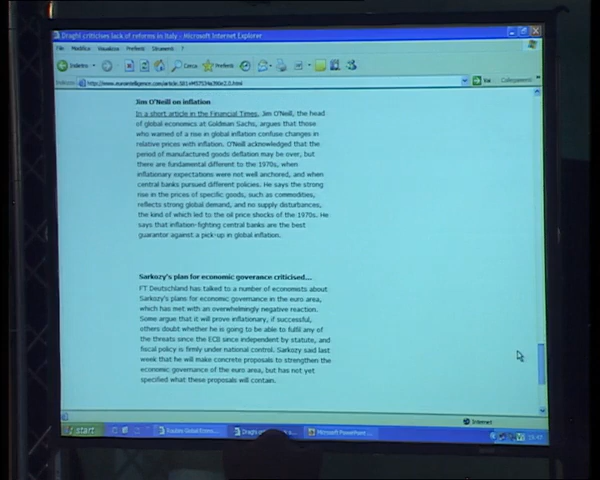 Draghi criticises lack of reforms in Italy - Microsoft Internet Explorer
File Modifica Visualizza Preferiti Strumenti ?
Indietro Cerca Preferiti
Vai Collegamenti
Jim O'Neill on inflation
In a short article in the Financial Times, Jim O'Neill, the head
of global economics at Goldman Sachs, argues that those
who warned of a rise in global inflation confuse changes in
relative prices with inflation. O'Neill acknowledged that the
period of manufactured goods deflation may be over, but
there are fundamental different to the 1970s, when
inflationary expectations were not well anchored, and when
central banks pursued different policies. He says the strong
rise in the prices of specific goods, such as commodities,
reflects strong global demand, and no supply disturbances,
the kind of which led to the oil price shocks of the 1970s. He
says that inflation-fighting central banks are the best
guarantor against a pick-up in global inflation.
Sarkozy's plan for economic goverance criticised...
FT Deutschland has talked to a number of economists about
Sarkozy's plans for economic governance in the euro area,
which has met with an overwhelmingly negative reaction.
Some argue that it will prove inflationary, if successful,
others doubt whether he is going to be able to fulfil any of
the threats since the ECB since independent by statute, and
fiscal policy is firmly under national control. Sarkozy said last
week that he will make concrete proposals to strengthen the
economic governance of the euro area, but has not yet
specified what these proposals will contain.
Internet
start
Microsoft PowerPoint ...